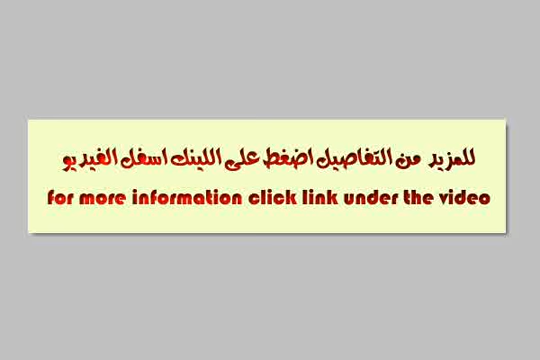 للمزيد من التفاصيل اضغط على اللينك اسفل الفيديو
for more information click link under the video